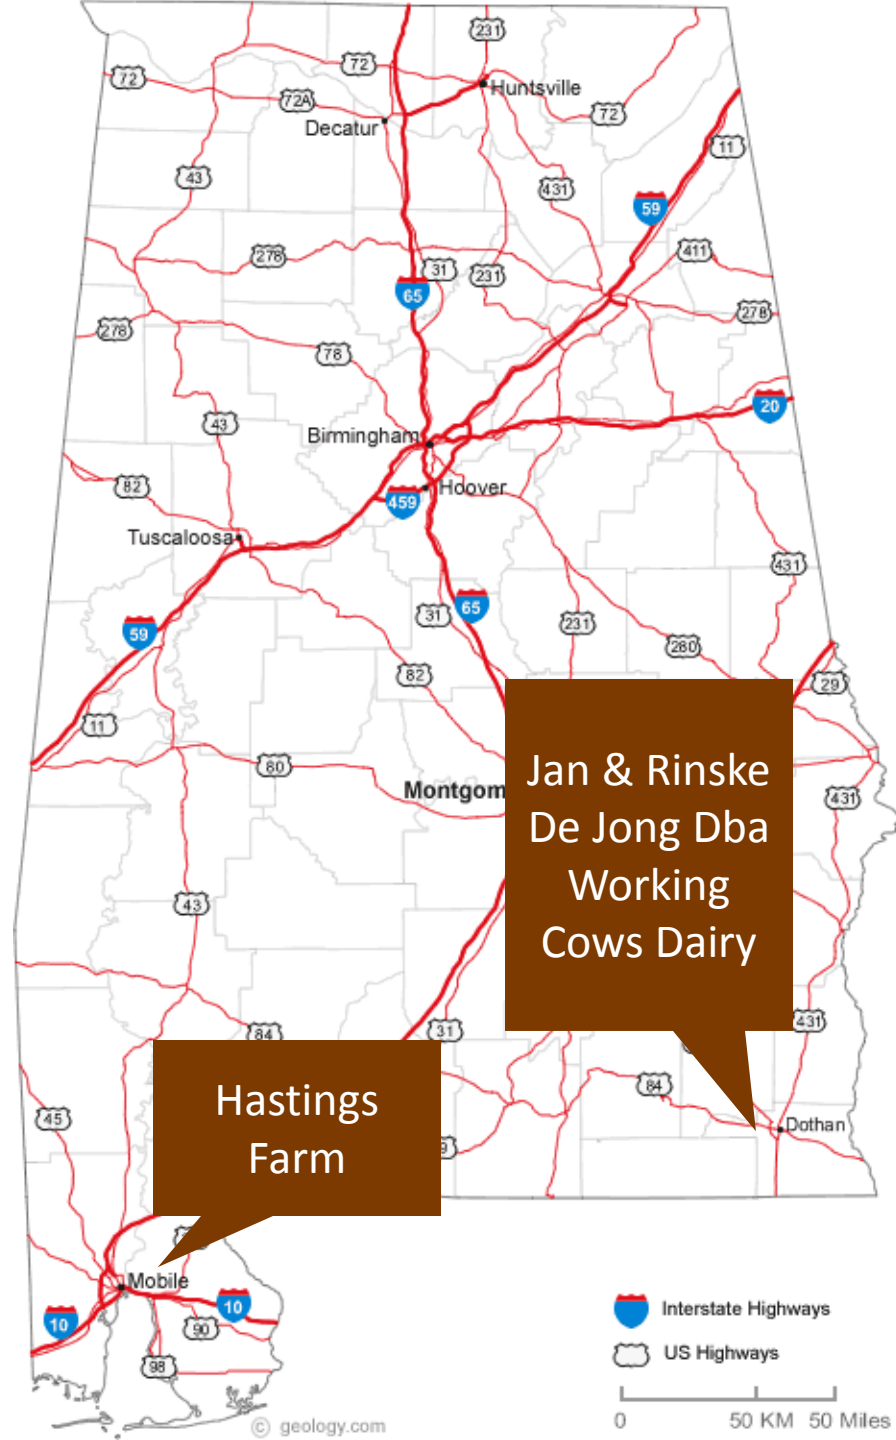 231
72
72
Huntsville
72A
72
Decatur
11
43
431
59
411
278
31
231
65
278
278
78
20
43
Birmingham
82
459
Hoover
Tuscaloosa
431
65
31
231
59
280
82
29
11
80
Montgom
431
Jan & Rinske
De Jong Dba
Working
Cows Dairy
43
431
84
31
84
Hastings
Farm
45
Dothan
9
Mobile
10
10
90
98
Interstate Highways
US Highways
0 50 KM 50 Miles
© geology.com